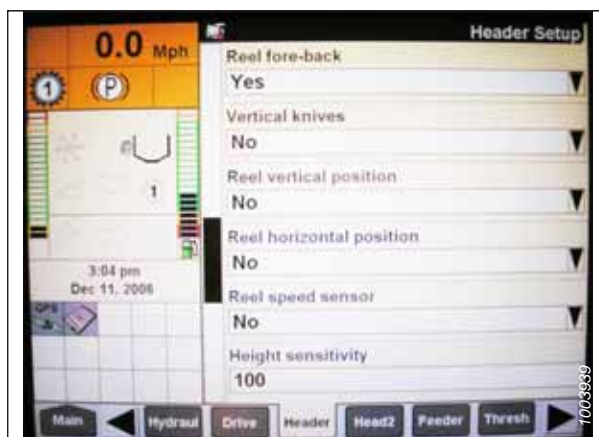 0.0 Mph
1
(P)
1
3:04 pm
Dec 11, 2006
GPS
Header Setup
Reel fore-back
Yes
Vertical knives
No
Reel vertical position
No
Reel horizontal position
No
Reel speed sensor
No
Height sensitivity
100
Main
Hydraul
Drive
Header
Head2
Feeder
Thresh
1003939